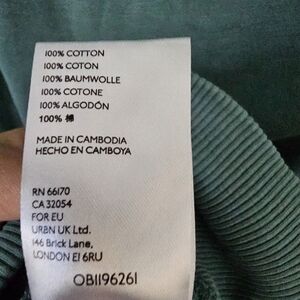 100% COTTON
100% COTON
100% BAUMWOLLE
100% COTONE
100% ALGODÓN
100% 棉
MADE IN CAMBODIA
HECHO EN CAMBOYA
RN 66170
CA 32054
FOR EU
URBN UK Ltd.
146 Brick Lane,
LONDON E1 6RU
OB1196261